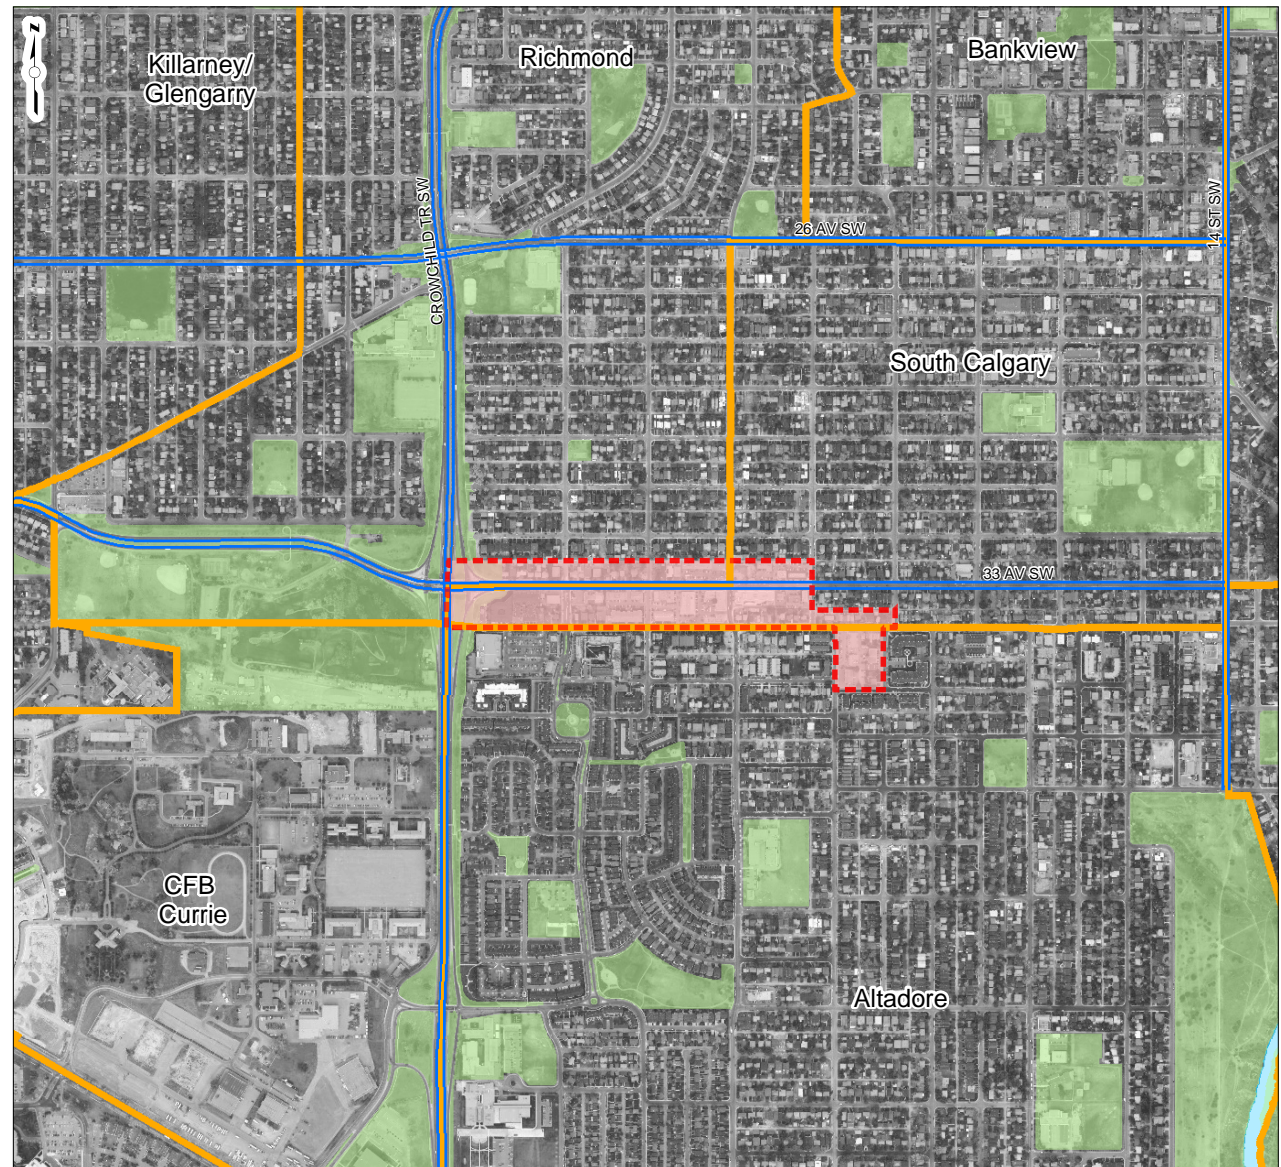 N
Killarney/
Glengarry
Richmond
Bankview
CROWCHILD TR SW
26 AV SW
14 ST SW
South Calgary
33 AV SW
CFB
Currie
Altadore